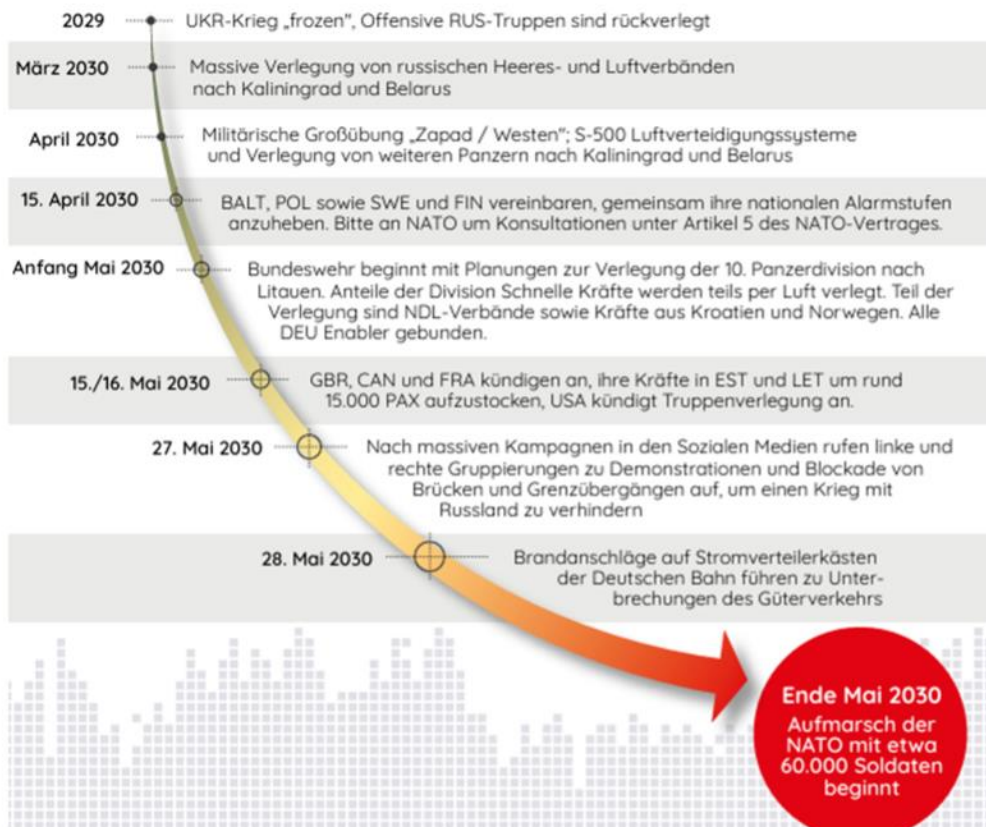 2029
UKR-Krieg „frozen", Offensive RUS-Truppen sind rückverlegt
März 2030
Massive Verlegung von russischen Heeres- und Luftverbänden
nach Kaliningrad und Belarus
April 2030
Militärische Großübung „Zapad / Westen"; S-500 Luftverteidigungssysteme
und Verlegung von weiteren Panzern nach Kaliningrad und Belarus
15. April 2030
BALT, POL sowie SWE und FIN vereinbaren, gemeinsam ihre nationalen Alarmstufen
anzuheben. Bitte an NATO um Konsultationen unter Artikel 5 des NATO-Vertrages.
Anfang Mai 2030
Bundeswehr beginnt mit Planungen zur Verlegung der 10. Panzerdivision nach
Litauen. Anteile der Division Schnelle Kräfte werden teils per Luft verlegt. Teil der
Verlegung sind NDL-Verbände sowie Kräfte aus Kroatien und Norwegen. Alle
DEU Enabler gebunden.
15./16. Mai 2030
GBR, CAN und FRA kündigen an, ihre Kräfte in EST und LET um rund
15.000 PAX aufzustocken, USA kündigt Truppenverlegung an.
27. Mai 2030
Nach massiven Kampagnen in den Sozialen Medien rufen linke und
rechte Gruppierungen zu Demonstrationen und Blockade von
Brücken und Grenzübergängen auf, um einen Krieg mit
Russland zu verhindern
28. Mai 2030
Brandanschläge auf Stromverteilerkästen
der Deutschen Bahn führen zu Unter-
brechungen des Güterverkehrs
Ende Mai 2030
Aufmarsch der
NATO mit etwa
60.000 Soldaten
beginnt